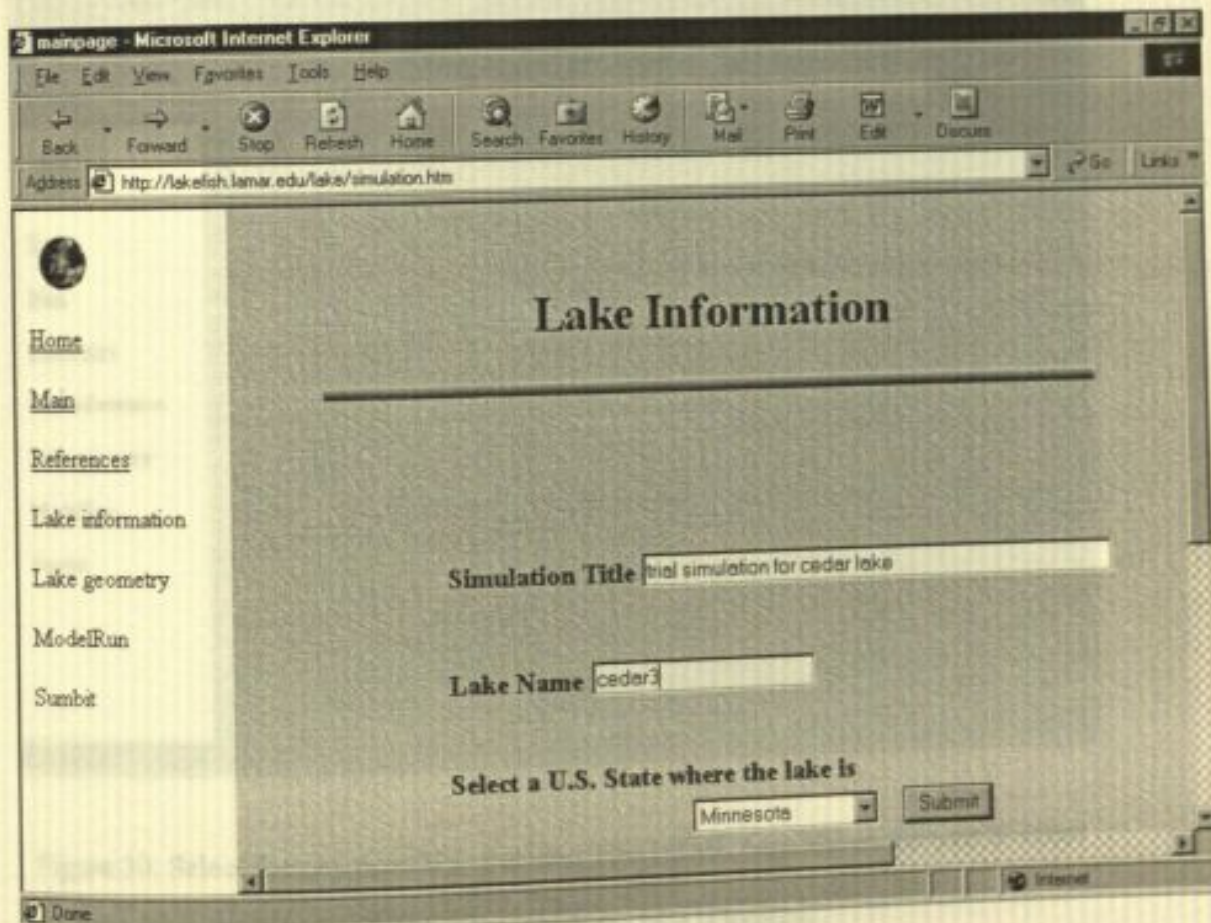 mainpage - Microsoft Internet Explorer
File Edit View Favorites Tools Help
Back Forward Stop Refresh Home Search Favorites History Mail Print Edit Discuss
Address http://lakefish.lamar.edu/lake/simulation.htm Go Links
Home
Main
References
Lake information
Lake geometry
ModelRun
Sumbit
Lake Information
Simulation Title trial simulation for cedar lake
Lake Name cedar3
Select a U.S. State where the lake is
Minnesota Submit
Done Internet